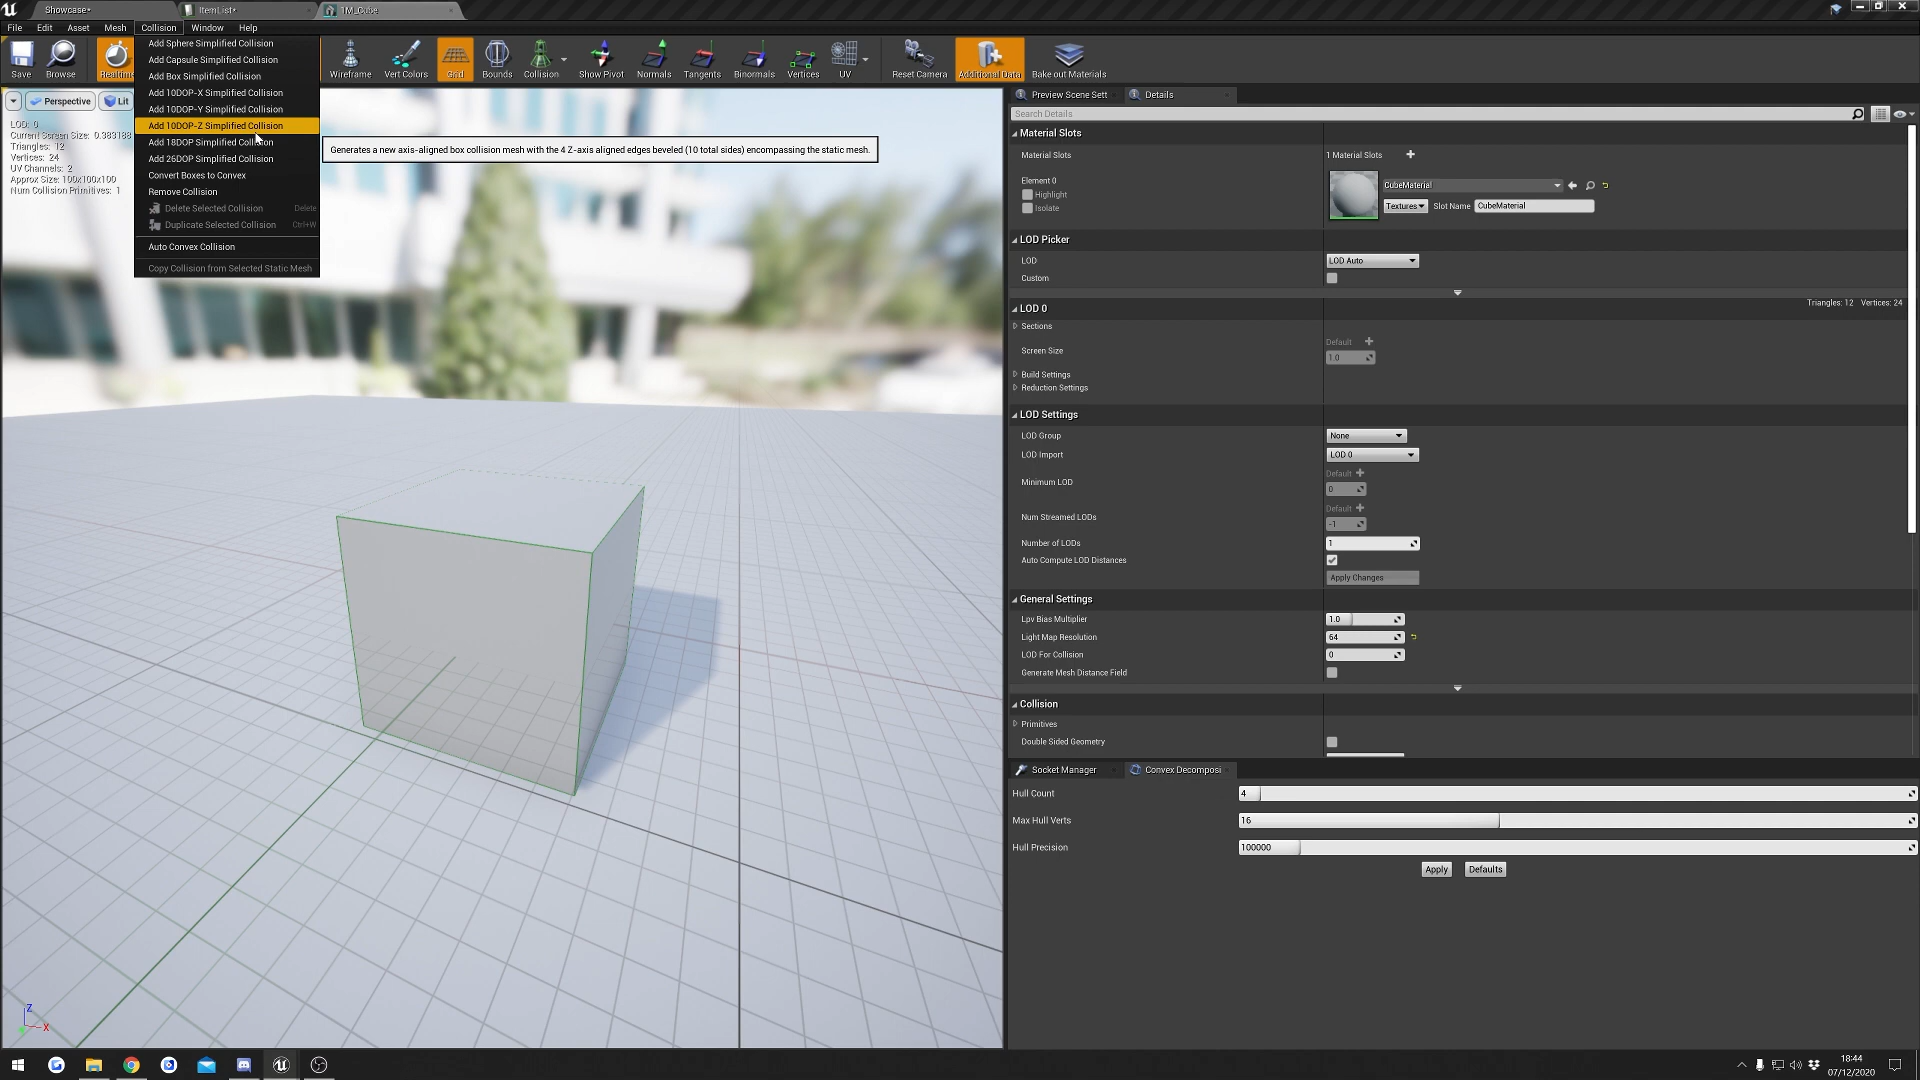 Showcase•
ItemList•
1M_Cube
File Edit Asset Mesh Collision Window Help
Save
Browse
Realtime
Wireframe
Vert Colors
Grid
Bounds
Collision
Show Pivot
Normals
Tangents
Binormals
Vertices
UV
Reset Camera
Additional Data
Bake out Materials
Add Sphere Simplified Collision
Add Capsule Simplified Collision
Add Box Simplified Collision
Add 10DOP-X Simplified Collision
Add 10DOP-Y Simplified Collision
Add 10DOP-Z Simplified Collision
Add 18DOP Simplified Collision
Add 26DOP Simplified Collision
Convert Boxes to Convex
Remove Collision
Delete Selected Collision Delete
Duplicate Selected Collision Ctrl+W
Auto Convex Collision
Copy Collision from Selected Static Mesh
Generates a new axis-aligned box collision mesh with the 4 Z-axis aligned edges beveled (10 total sides) encompassing the static mesh.
Perspective
Lit
LOD: 0
Current Screen Size: 0.383188
Triangles: 12
Vertices: 24
UV Channels: 2
Approx Size: 100x100x100
Num Collision Primitives: 1
Z
X
Preview Scene Sett
Details
Search Details
Material Slots
Material Slots 1 Material Slots
Element 0
Highlight
Isolate
CubeMaterial
Textures
Slot Name CubeMaterial
LOD Picker
LOD LOD Auto
Custom
LOD 0 Triangles: 12 Vertices: 24
Sections
Default
Screen Size 1.0
Build Settings
Reduction Settings
LOD Settings
LOD Group None
LOD Import LOD 0
Default
Minimum LOD 0
Default
Num Streamed LODs -1
Number of LODs 1
Auto Compute LOD Distances
Apply Changes
General Settings
Lpv Bias Multiplier 1.0
Light Map Resolution 64
LOD For Collision 0
Generate Mesh Distance Field
Collision
Primitives
Double Sided Geometry
Socket Manager
Convex Decomposi
Hull Count 4
Max Hull Verts 16
Hull Precision 100000
Apply
Defaults
18:44
07/12/2020